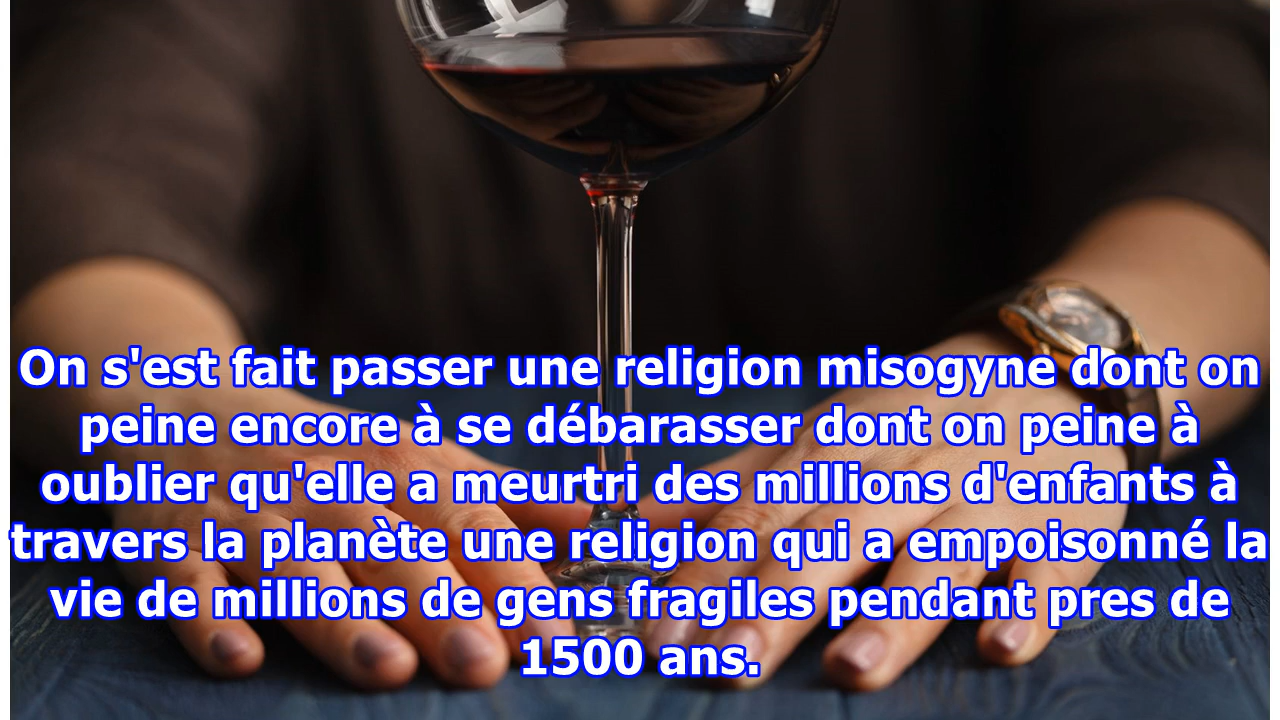 On s'est fait passer une religion misogyne dont on
peine encore à se débarasser dont on peine à
oublier qu'elle a meurtri des millions d'enfants à
travers la planète une religion qui a empoisonné la
vie de millions de gens fragiles pendant pres de
1500 ans.